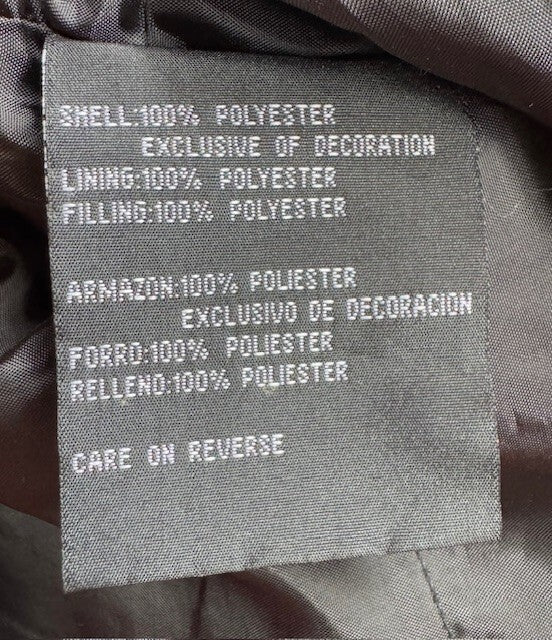 SHELL:100% POLYESTER
EXCLUSIVE OF DECORATION
LINING:100% POLYESTER
FILLING:100% POLYESTER
ARMAZON:100% POLIESTER
EXCLUSIVO DE DECORACION
FORRO:100% POLIESTER
RELLENO:100% POLIESTER
CARE ON REVERSE